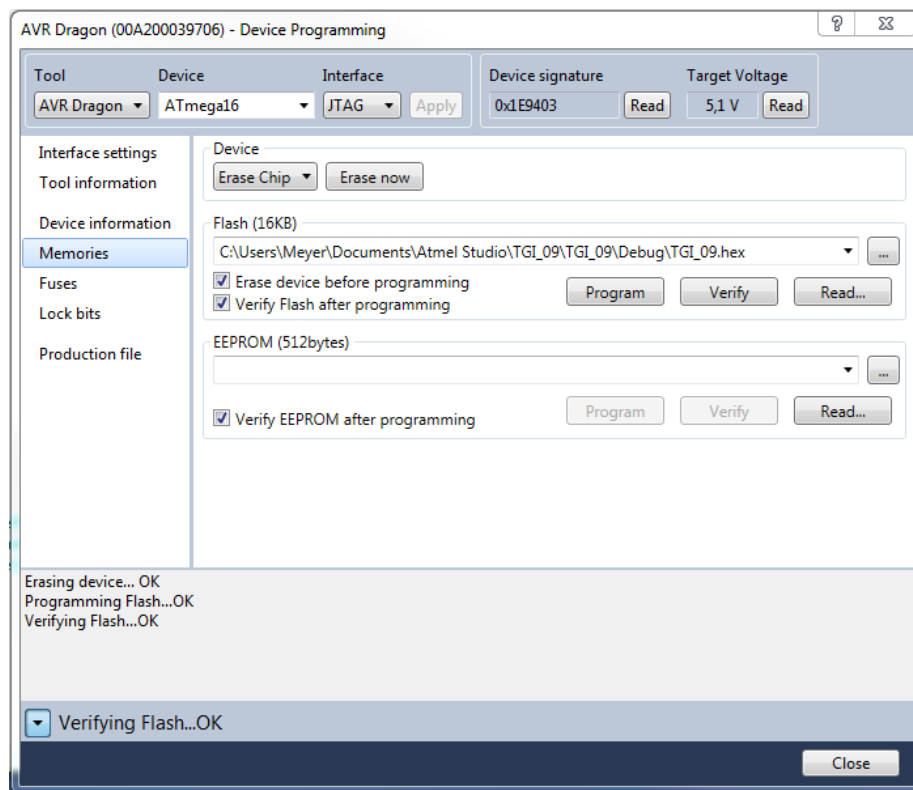 AVR Dragon (00A200039706) - Device Programming
Tool Device Interface Device signature Target Voltage
AVR Dragon ATmega16 JTAG Apply 0x1E9403 Read 5,1 V Read
Interface settings
Tool information
Device information
Memories
Fuses
Lock bits
Production file
Device
Erase Chip Erase now
Flash (16KB)
C:\Users\Meyer\Documents\Atmel Studio\TGI_09\TGI_09\Debug\TGI_09.hex ...
Erase device before programming
Verify Flash after programming
Program Verify Read...
EEPROM (512bytes)
...
Verify EEPROM after programming
Program Verify Read...
Erasing device... OK
Programming Flash...OK
Verifying Flash...OK
Verifying Flash...OK
Close